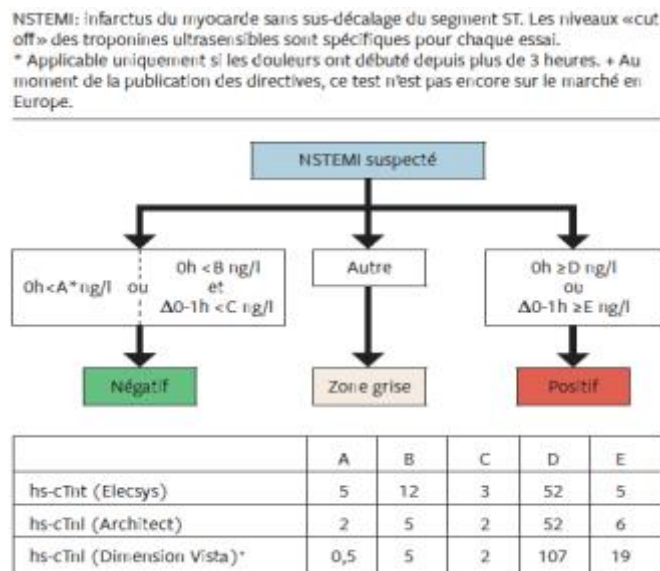 NSTEMI: infarctus du myocarde sans sus-décalage du segment ST. Les niveaux «cut
off» des troponines ultrasensibles sont spécifiques pour chaque essai.
* Applicable uniquement si les douleurs ont débuté depuis plus de 3 heures. + Au
moment de la publication des directives, ce test n'est pas encore sur le marché en
Europe.
NSTEMI suspecté
0h <A* ng/l ou 0h <B ng/l
et
Δ0-1h <C ng/l
Autre
0h ≥D ng/l
ou
Δ0-1h ≥E ng/l
Négatif
Zone grise
Positif
A B C D E
hs-cTnt (Elecsys) 5 12 3 52 5
hs-cTnI (Architect) 2 5 2 52 6
hs-cTnI (Dimension Vista)* 0,5 5 2 107 19